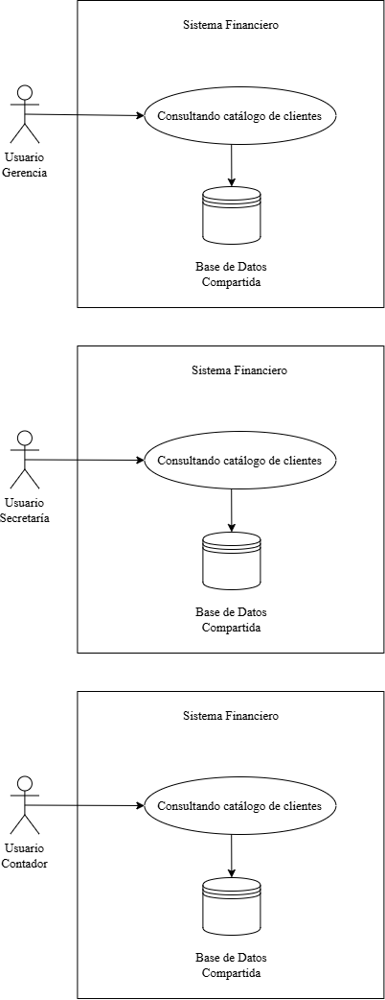 Sistema Financiero
Consultando catálogo de clientes
Usuario
Gerencia
Base de Datos
Compartida
Sistema Financiero
Consultando catálogo de clientes
Usuario
Secretaría
Base de Datos
Compartida
Sistema Financiero
Consultando catálogo de clientes
Usuario
Contador
Base de Datos
Compartida